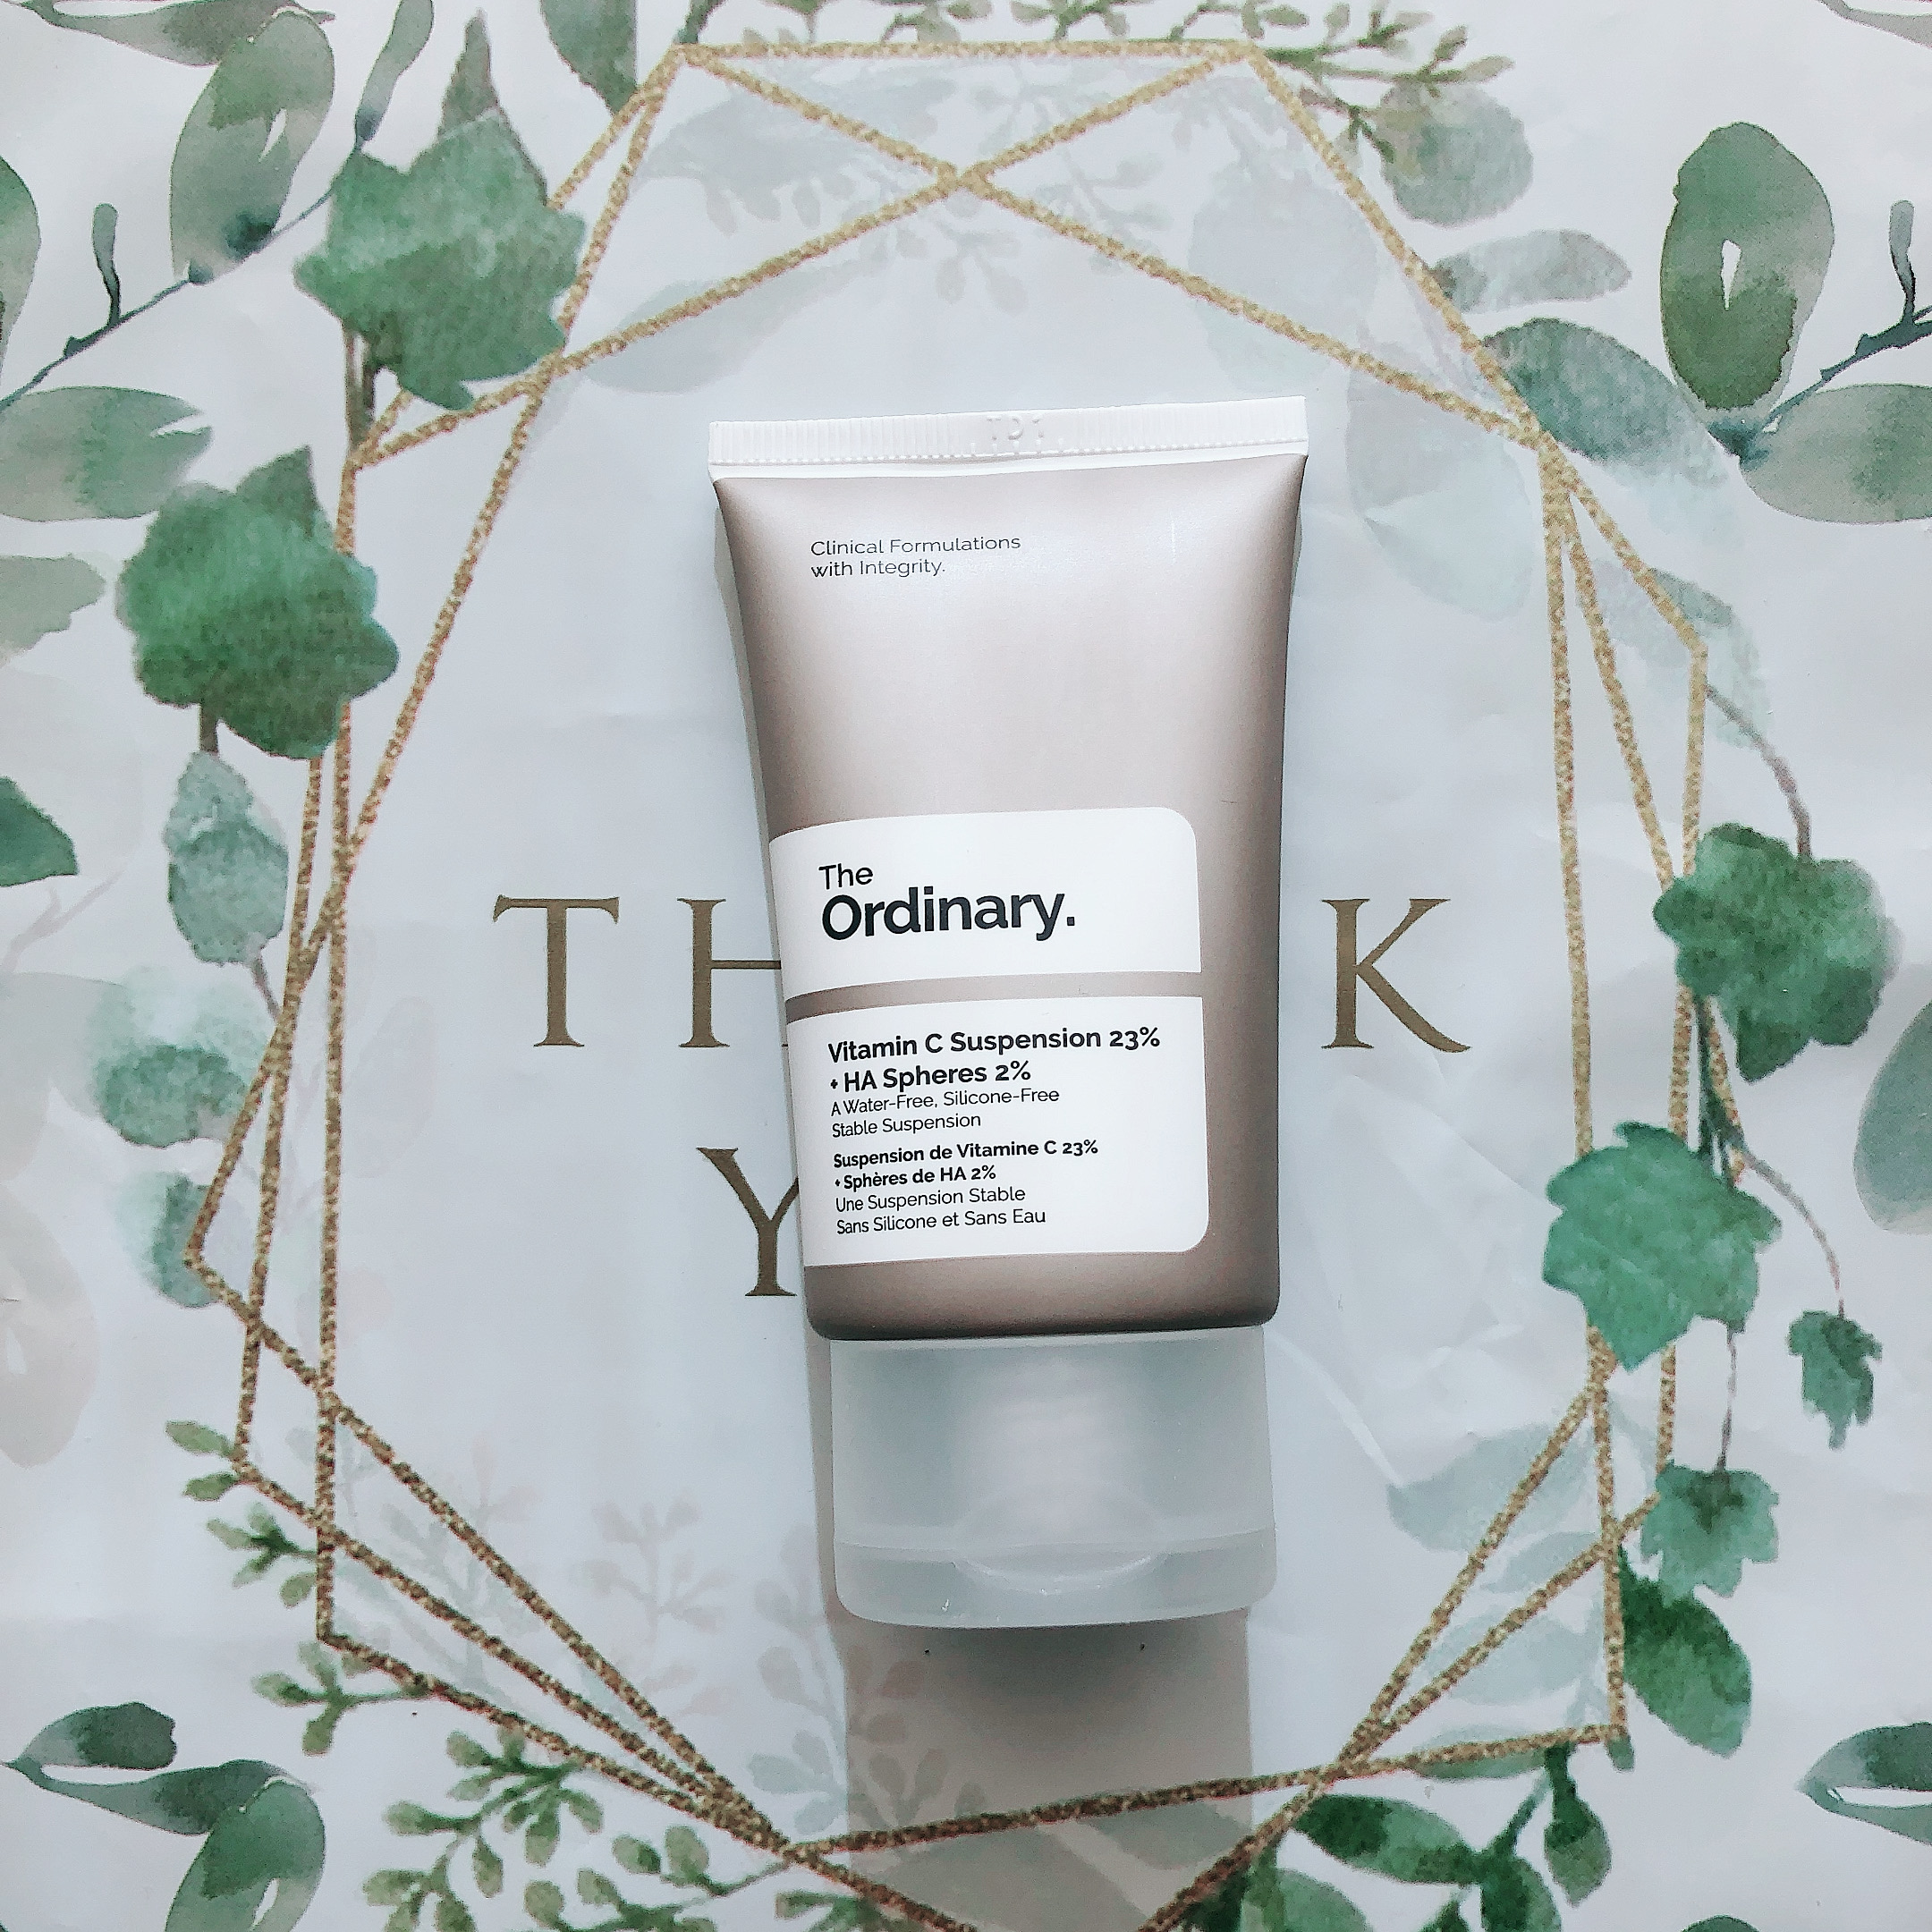 Clinical Formulations
with Integrity.
The
Ordinary.
T H K
Vitamin C Suspension 23%
+ HA Spheres 2%
A Water-Free, Silicone-Free
Stable Suspension
Suspension de Vitamine C 23%
+ Sphères de HA 2%
Une Suspension Stable
Sans Silicone et Sans Eau
Y